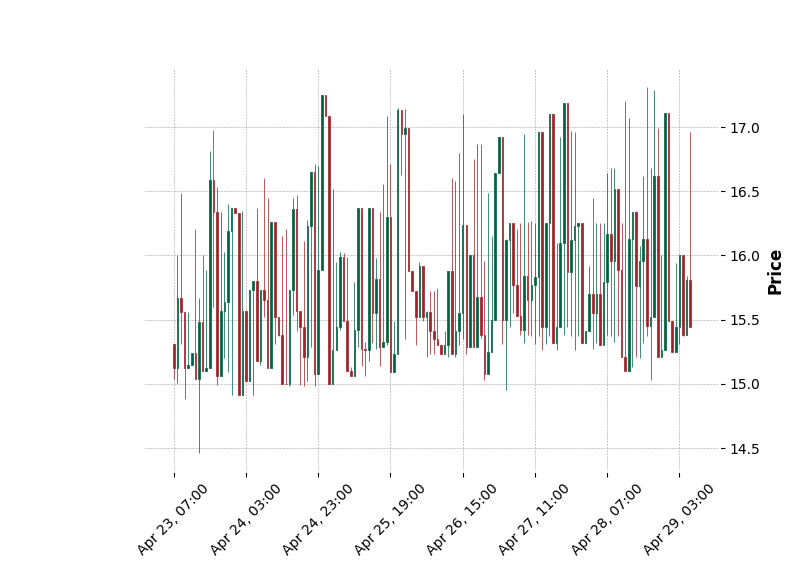 17.0
16.5
16.0
15.5
15.0
14.5
Price
Apr 23, 07:00
Apr 24, 03:00
Apr 24, 23:00
Apr 25, 19:00
Apr 26, 15:00
Apr 27, 11:00
Apr 28, 07:00
Apr 29, 03:00